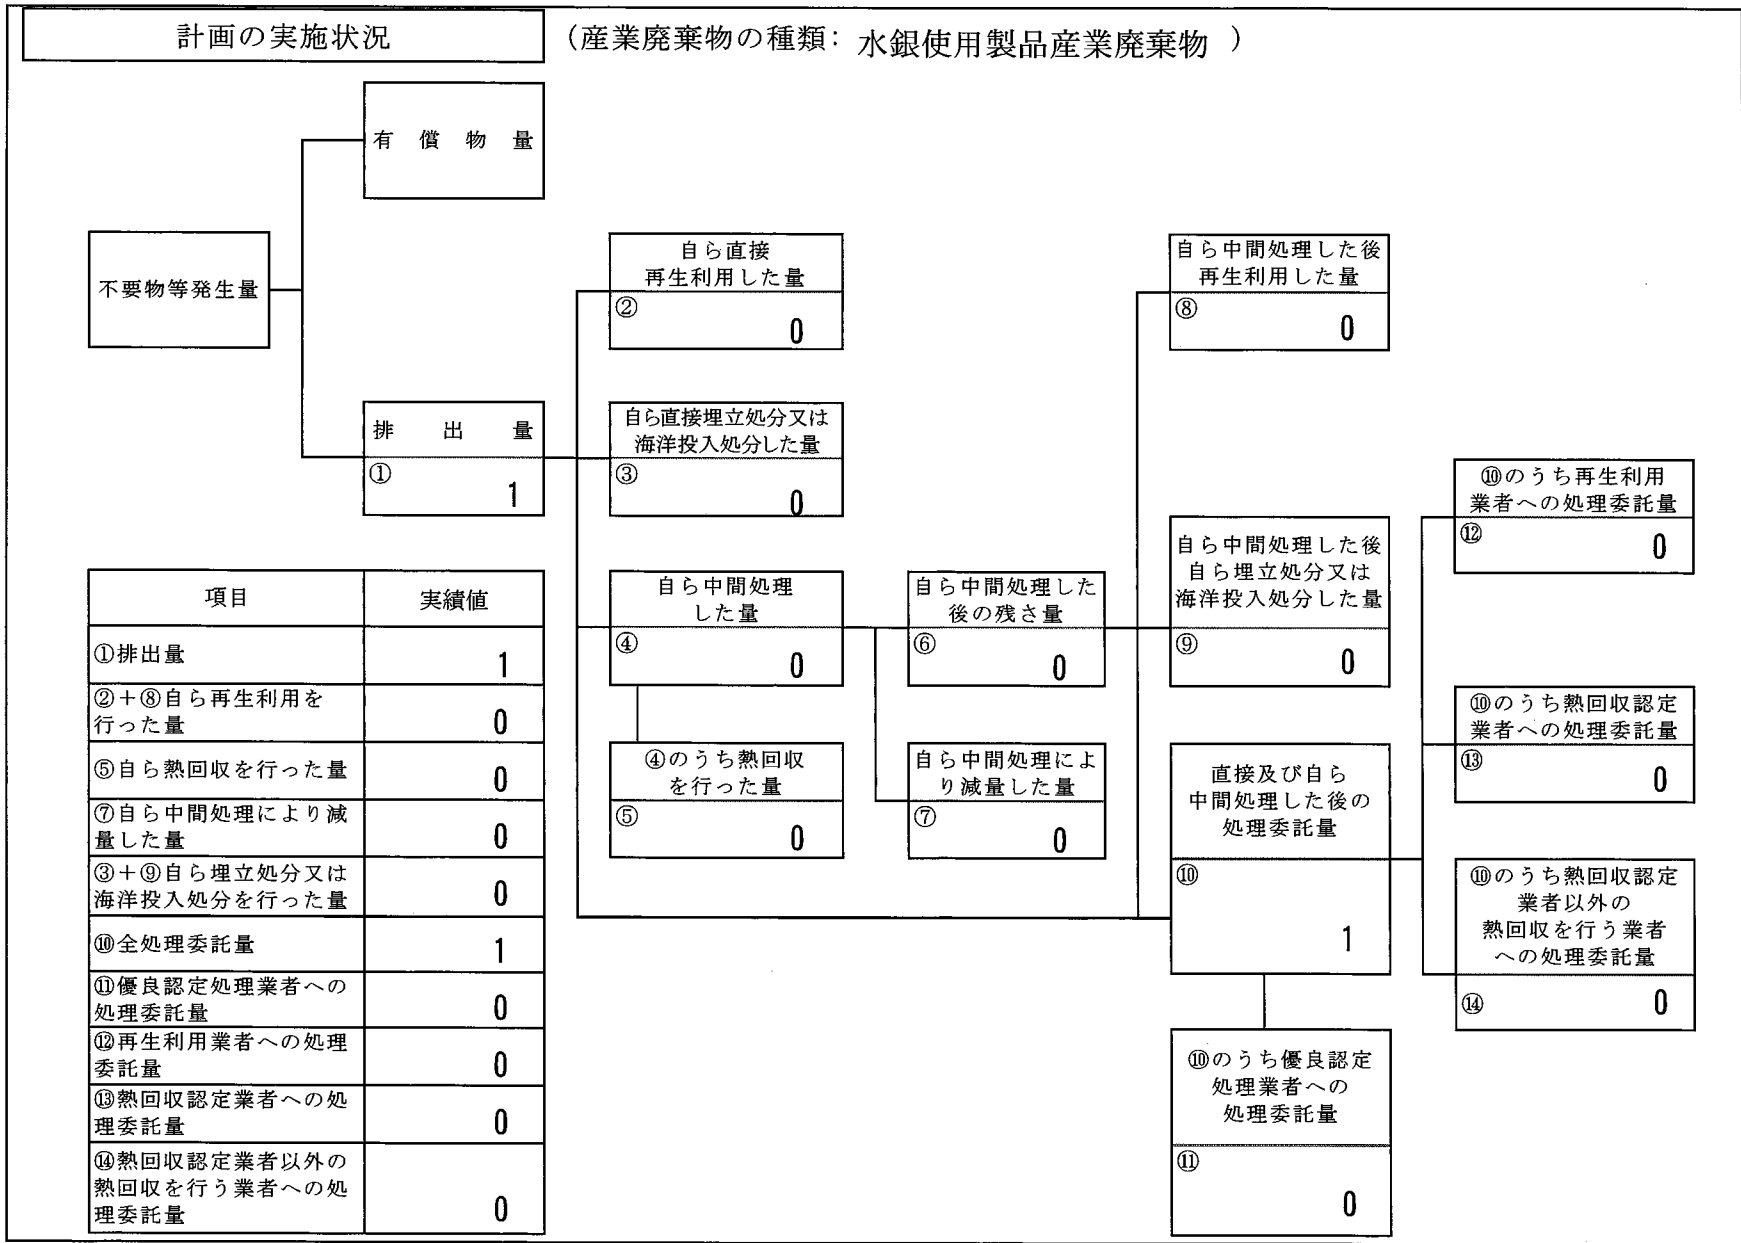 計画の実施状況
（産業廃棄物の種類：水銀使用製品産業廃棄物）
有償物量
不要物等発生量
排出量
①
1
自ら直接
再生利用した量
②
0
自ら直接埋立処分又は
海洋投入処分した量
③
0
自ら中間処理
した量
④
0
④のうち熱回収
を行った量
⑤
0
自ら中間処理した
後の残さ量
⑥
0
自ら中間処理によ
り減量した量
⑦
0
自ら中間処理した後
再生利用した量
⑧
0
自ら中間処理した後
自ら埋立処分又は
海洋投入処分した量
⑨
0
直接及び自ら
中間処理した後の
処理委託量
⑩
1
⑩のうち優良認定
処理業者への
処理委託量
⑪
0
⑩のうち再生利用
業者への処理委託量
⑫
0
⑩のうち熱回収認定
業者への処理委託量
⑬
0
⑩のうち熱回収認定
業者以外の
熱回収を行う業者
への処理委託量
⑭
0
項目 実績値
①排出量 1
②＋⑧自ら再生利用を
行った量 0
⑤自ら熱回収を行った量 0
⑦自ら中間処理により減
量した量 0
③＋⑨自ら埋立処分又は
海洋投入処分を行った量 0
⑩全処理委託量 1
⑪優良認定処理業者への
処理委託量 0
⑫再生利用業者への処理
委託量 0
⑬熱回収認定業者への処
理委託量 0
⑭熱回収認定業者以外の
熱回収を行う業者への処
理委託量 0